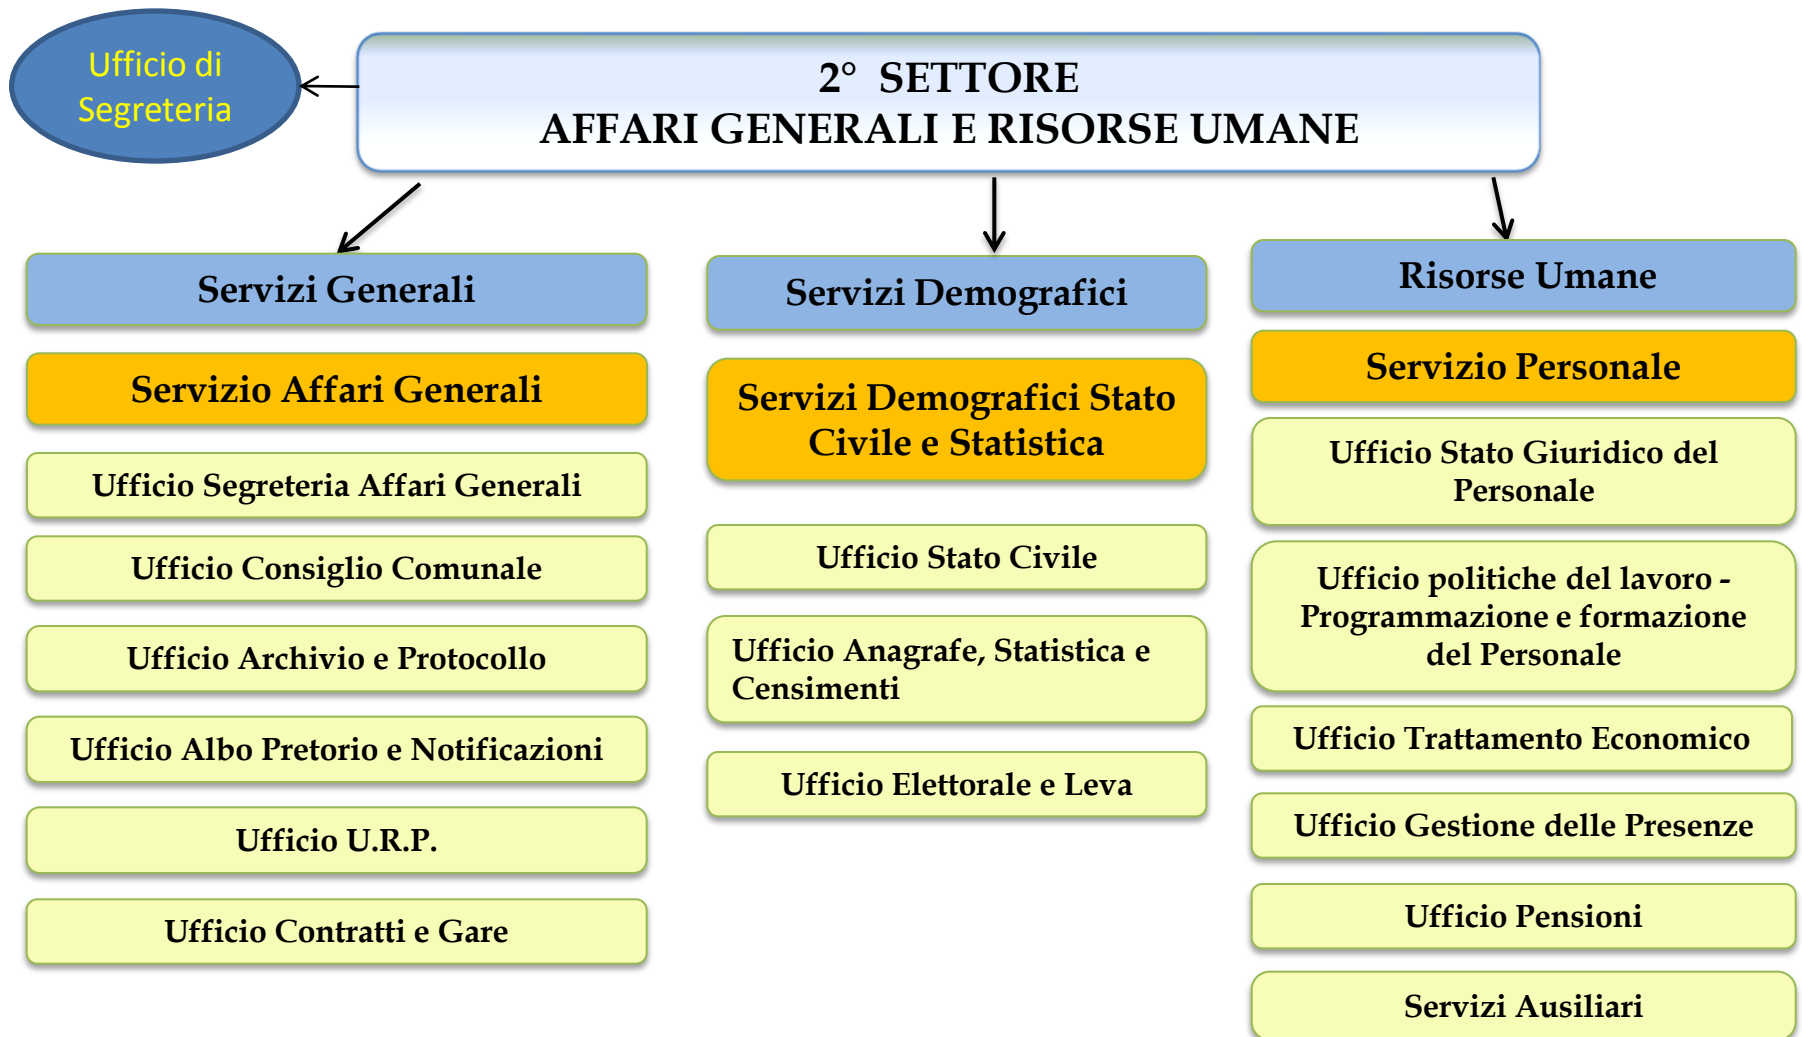 Ufficio di
Segreteria
2° SETTORE
AFFARI GENERALI E RISORSE UMANE
Servizi Generali
Servizio Affari Generali
Ufficio Segreteria Affari Generali
Ufficio Consiglio Comunale
Ufficio Archivio e Protocollo
Ufficio Albo Pretorio e Notificazioni
Ufficio U.R.P.
Ufficio Contratti e Gare
Servizi Demografici
Servizi Demografici Stato
Civile e Statistica
Ufficio Stato Civile
Ufficio Anagrafe, Statistica e
Censimenti
Ufficio Elettorale e Leva
Risorse Umane
Servizio Personale
Ufficio Stato Giuridico del
Personale
Ufficio politiche del lavoro -
Programmazione e formazione
del Personale
Ufficio Trattamento Economico
Ufficio Gestione delle Presenze
Ufficio Pensioni
Servizi Ausiliari